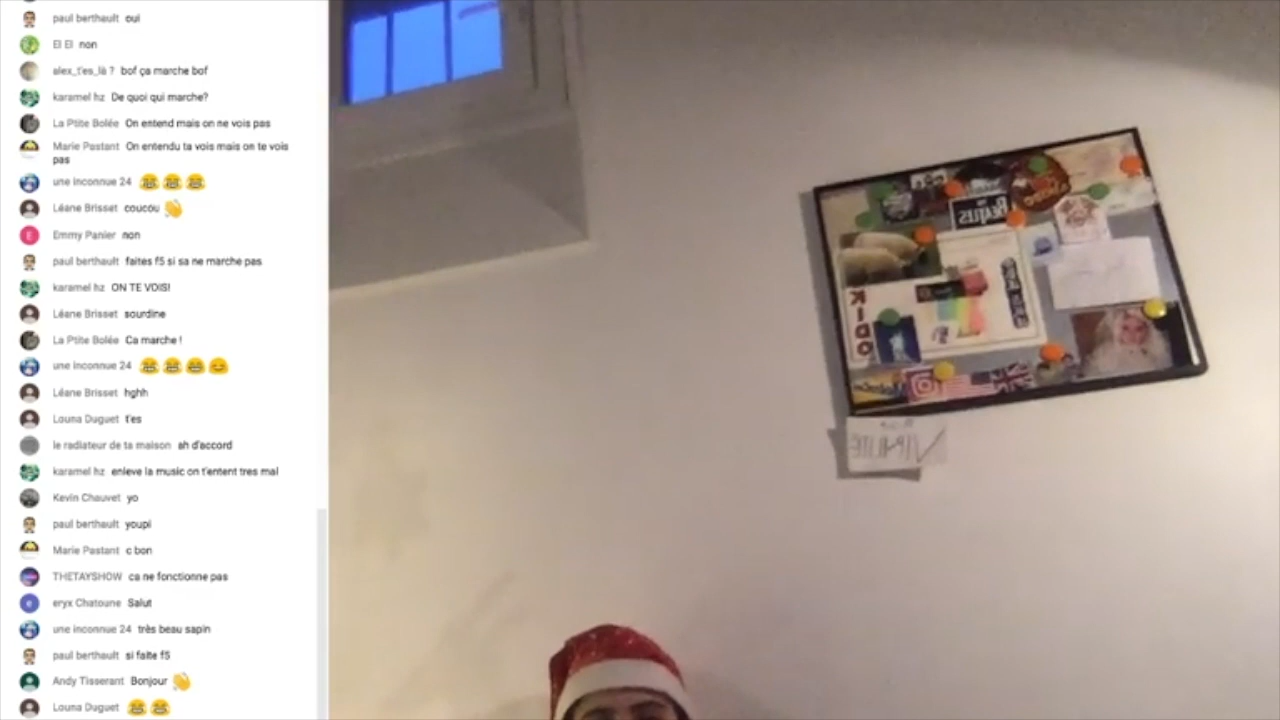 paul berthault oui
El El non
alex_t'es_là ? bof ça marche bof
karamel hz De quoi qui marche?
La Ptite Bolée On entend mais on ne vois pas
Marie Pastant On entendu ta vois mais on te vois
pas
une inconnue 24 😂😂😂
Léane Brisset coucou 👋
Emmy Panier non
E
paul berthault faites f5 si sa ne marche pas
karamel hz ON TE VOIS!
Léane Brisset sourdine
La Ptite Bolée Ca marche !
une inconnue 24 😂😂😂😊
Léane Brisset hghh
Louna Duguet t'es
le radiateur de ta maison ah d'accord
karamel hz enleve la music on t'entent tres mal
Kevin Chauvet yo
paul berthault youpi
Marie Pastant c bon
THETAYSHOW ca ne fonctionne pas
eryx Chatoune Salut
e
une inconnue 24 très beau sapin
paul berthault si faite f5
Andy Tisserant Bonjour 👋
Louna Duguet 😂😂
THE
BEATLES